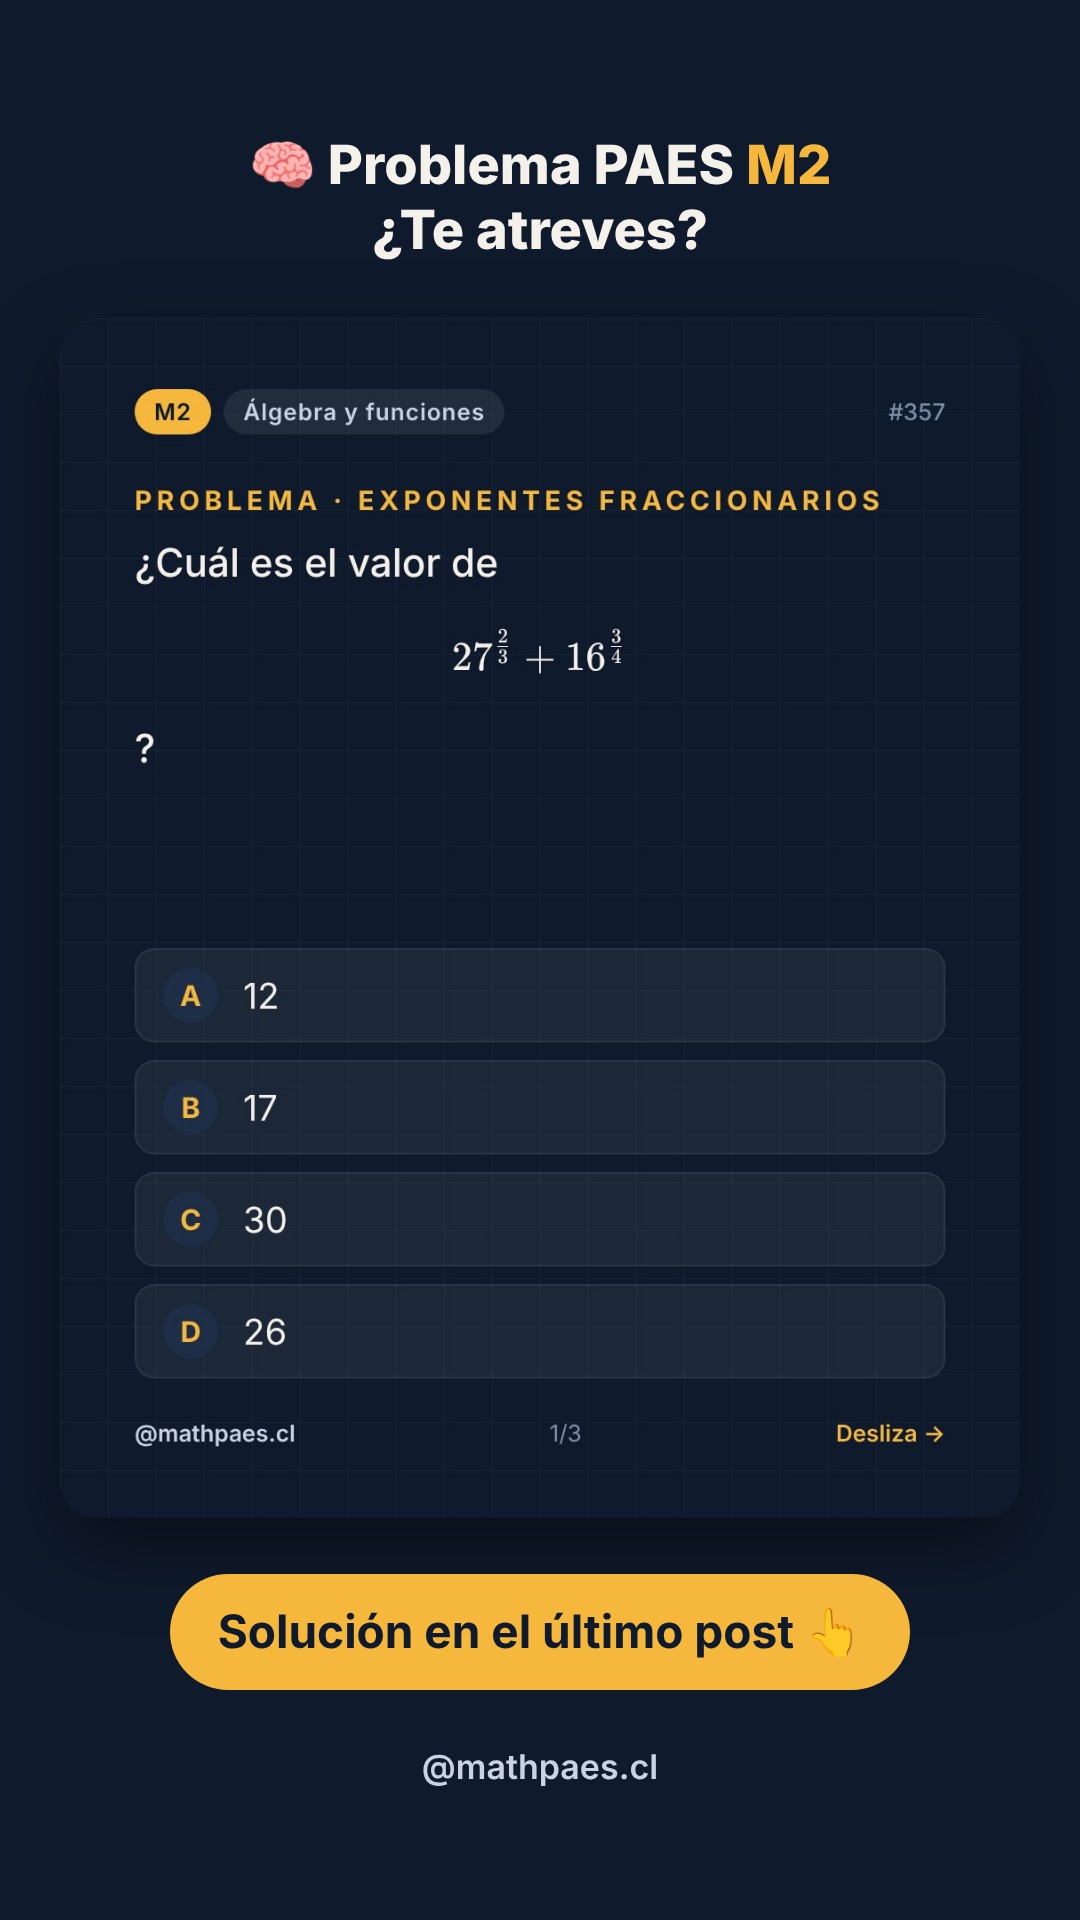 🧠 Problema PAES M2
¿Te atreves?
M2 Álgebra y funciones #357
PROBLEMA · EXPONENTES FRACCIONARIOS
¿Cuál es el valor de
$27^{\frac{2}{3}} + 16^{\frac{3}{4}}$
?
A 12
B 17
C 30
D 26
@mathpaes.cl 1/3 Desliza →
Solución en el último post 👆
@mathpaes.cl